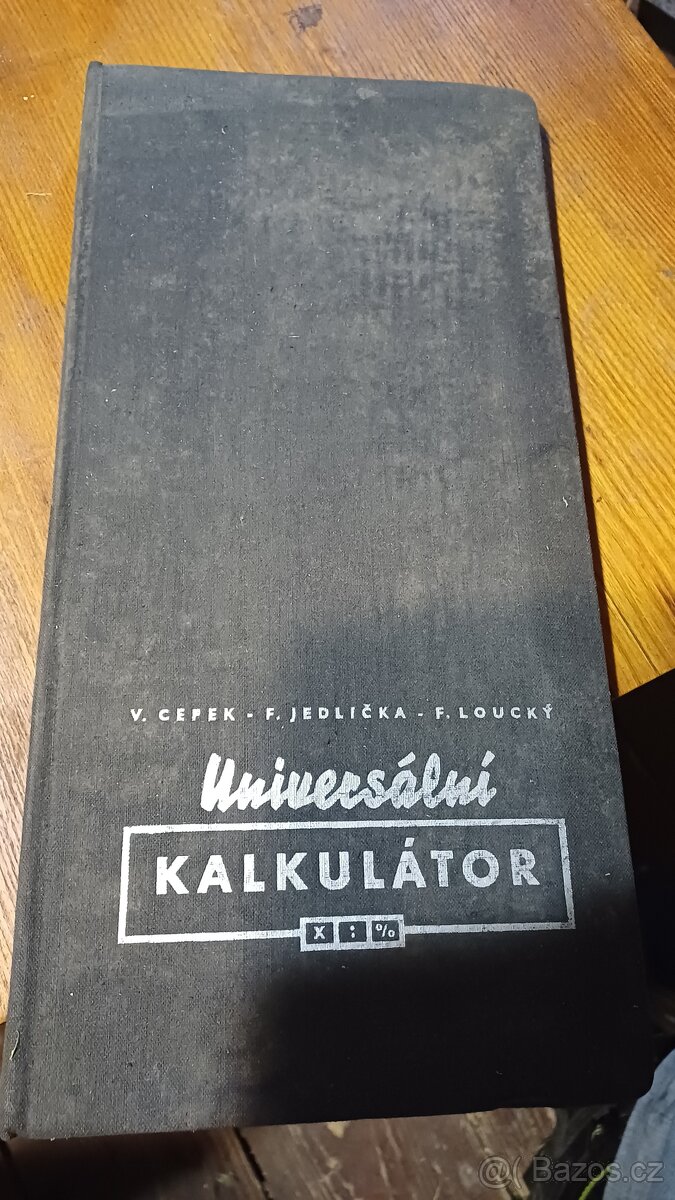 V. CEPEK - F. JEDLIČKA - F. LOUCKÝ
Universální
KALKULÁTOR
X : %
Bazos.cz